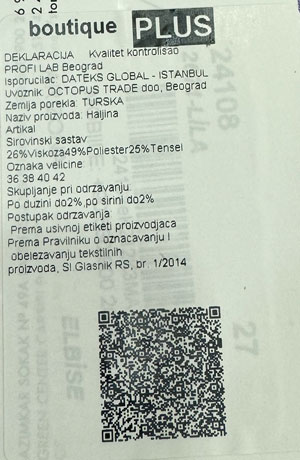 boutique PLUS
DEKLARACIJA Kvalitet kontrolisao
PROFI LAB Beograd
Isporucilac: DATEKS GLOBAL - ISTANBUL
Uvoznik: OCTOPUS TRADE doo, Beograd
Zemija porekla: TURSKA
Naziv proizvoda: Haljina
Artikal
Sirovinski sastav
26%Viskoza49%Poliester25%Tensel
Oznaka velicine
36 38 40 42
Skupljanje pri odrzavanju.
Po duzini do2%,po sirini do2%
Postupak odrzavanja
Prema usivnoj etiketi proizvodjaca
Prema Pravilniku o oznacavanju I
obelezavanju tekstilnih
proizvoda, Sl Glasnik RS, br. 1/2014
27
ELBİSE